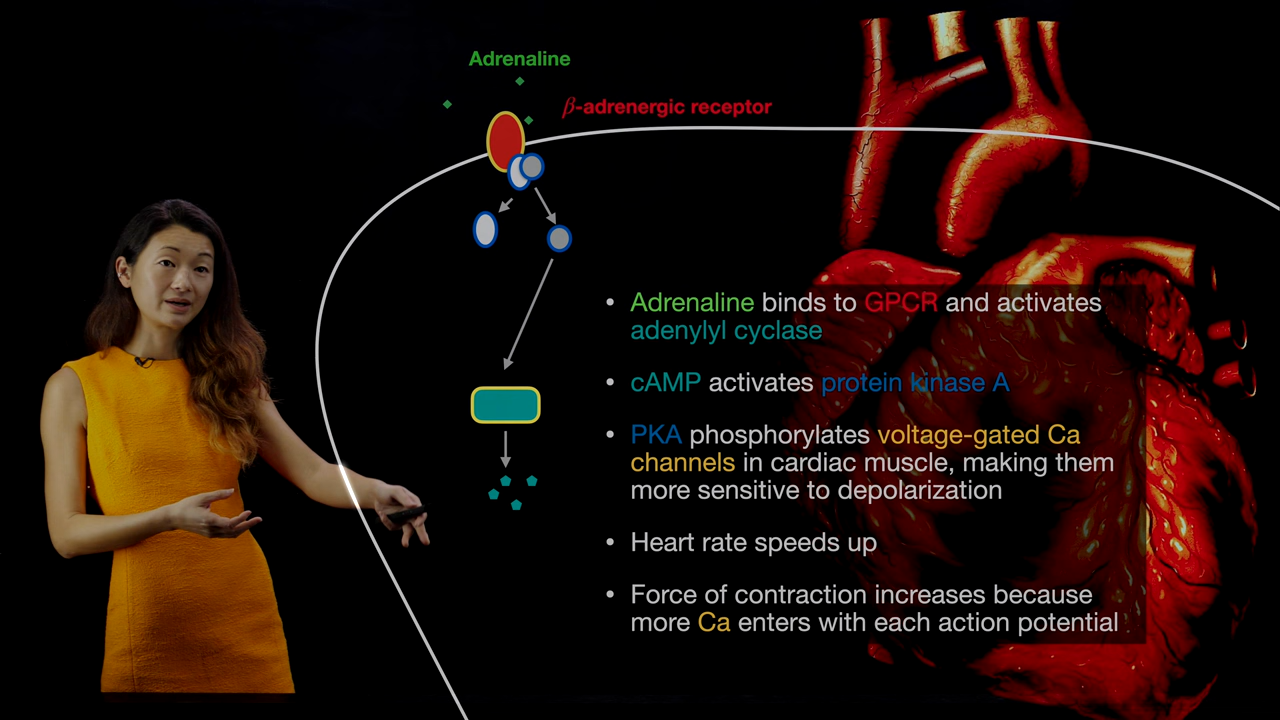 Adrenaline
β-adrenergic receptor
• Adrenaline binds to GPCR and activates
adenylyl cyclase
• cAMP activates protein kinase A
• PKA phosphorylates voltage-gated Ca
channels in cardiac muscle, making them
more sensitive to depolarization
• Heart rate speeds up
• Force of contraction increases because
more Ca enters with each action potential